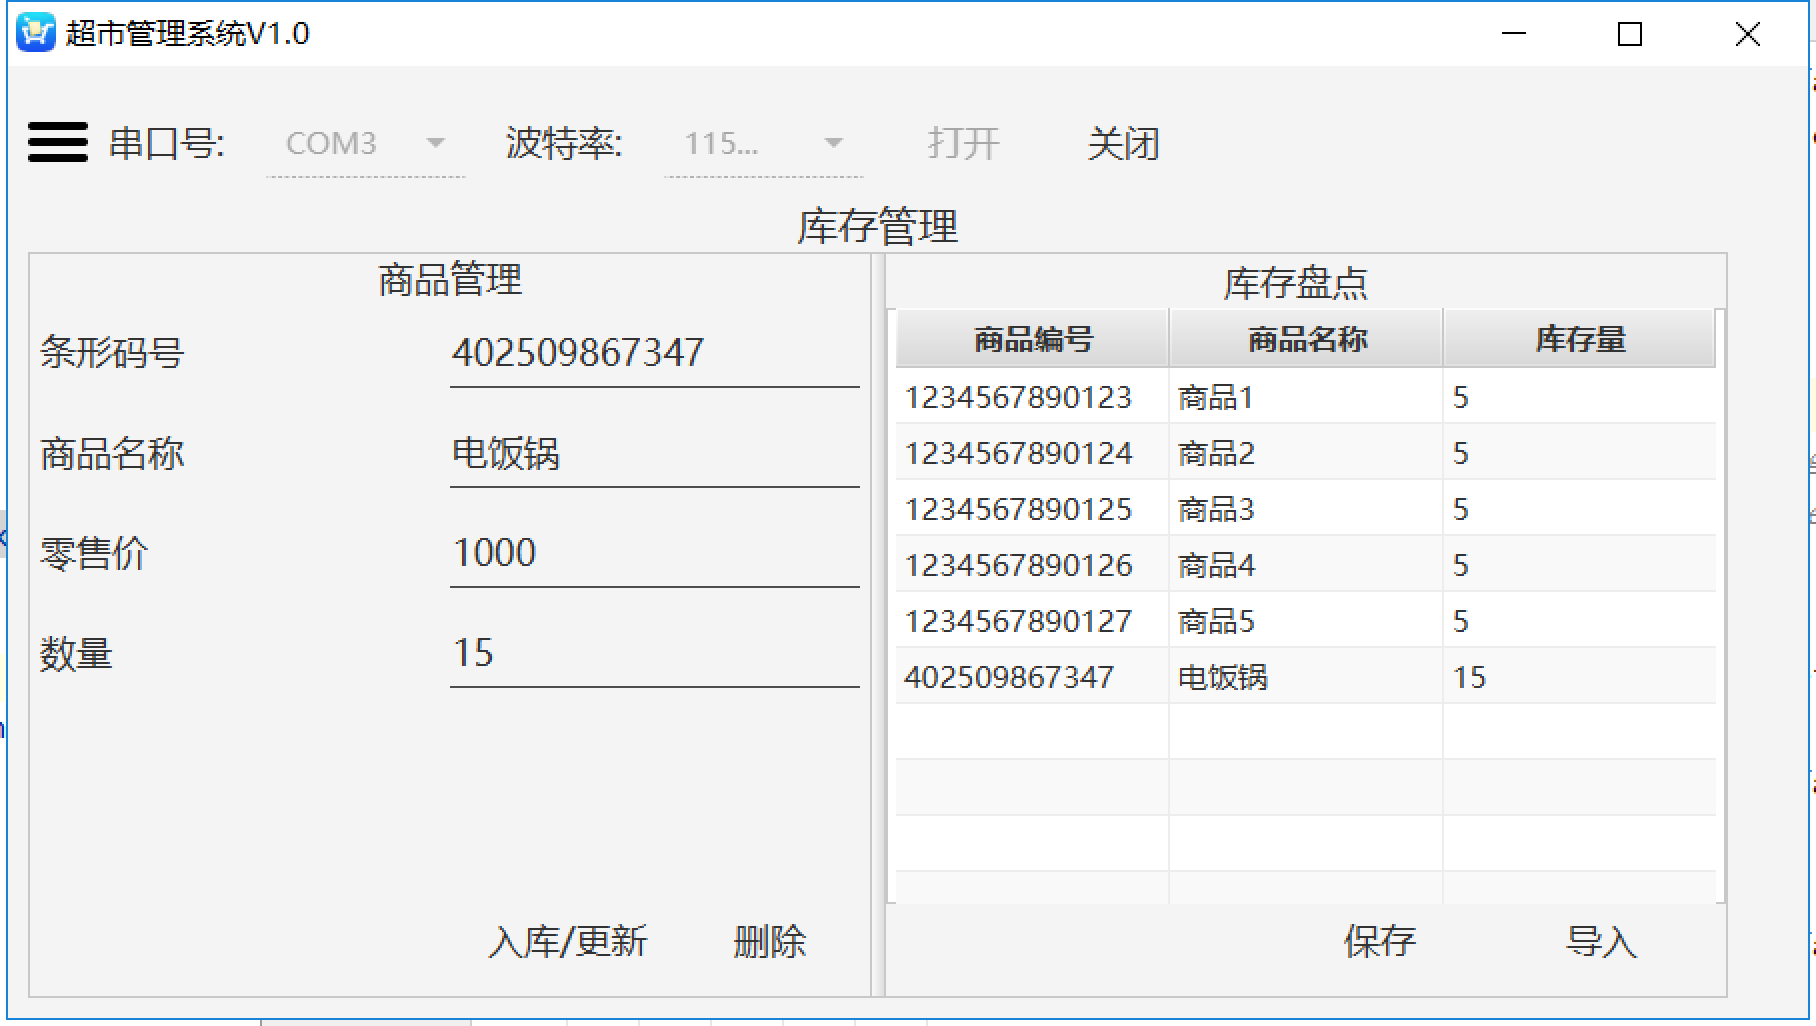 超市管理系统V1.0
串口号: COM3 波特率: 115... 打开 关闭
库存管理
商品管理
条形码号 402509867347
商品名称 电饭锅
零售价 1000
数量 15
入库/更新 删除
库存盘点
商品编号 商品名称 库存量
1234567890123 商品1 5
1234567890124 商品2 5
1234567890125 商品3 5
1234567890126 商品4 5
1234567890127 商品5 5
402509867347 电饭锅 15
保存 导入